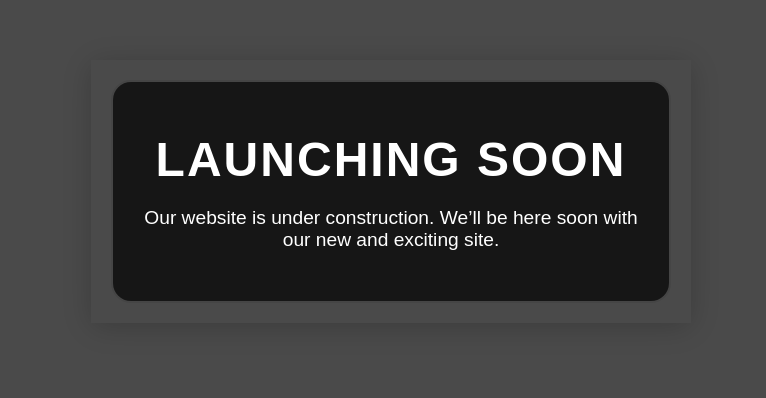 LAUNCHING SOON
Our website is under construction. We’ll be here soon with
our new and exciting site.